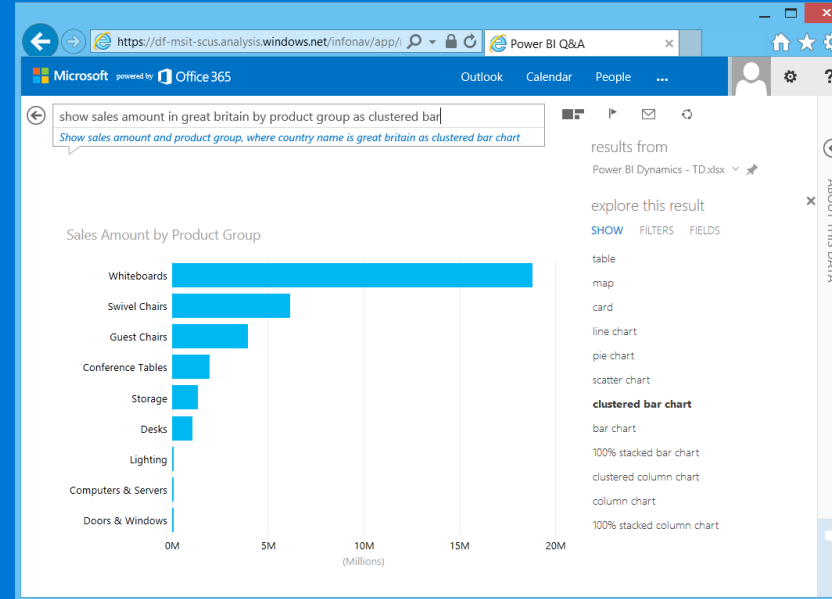 https://df-msit-scus.analysis.windows.net/infonav/app/
Power BI Q&A
Microsoft powered by Office 365
Outlook Calendar People ...
?
show sales amount in great britain by product group as clustered bar
Show sales amount and product group, where country name is great britain as clustered bar chart
results from
Power BI Dynamics - TD.xlsx
explore this result
SHOW FILTERS FIELDS
table
map
card
line chart
pie chart
scatter chart
clustered bar chart
bar chart
100% stacked bar chart
clustered column chart
column chart
100% stacked column chart
Sales Amount by Product Group
Whiteboards
Swivel Chairs
Guest Chairs
Conference Tables
Storage
Desks
Lighting
Computers & Servers
Doors & Windows
0M 5M 10M 15M 20M
(Millions)
ABOUT THIS DATA